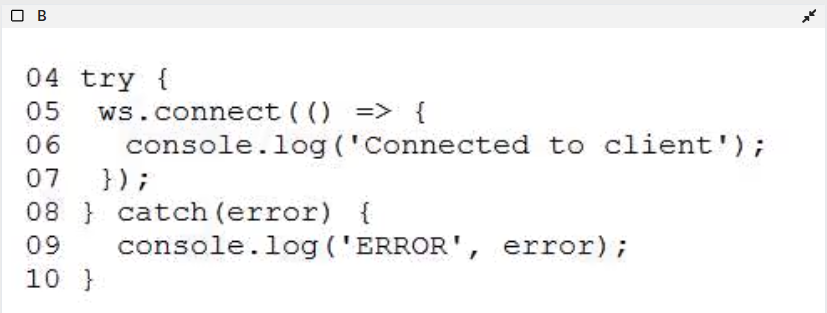 B
04 try {
05  ws.connect(() => {
06    console.log('Connected to client');
07  });
08 } catch(error) {
09   console.log('ERROR', error);
10 }